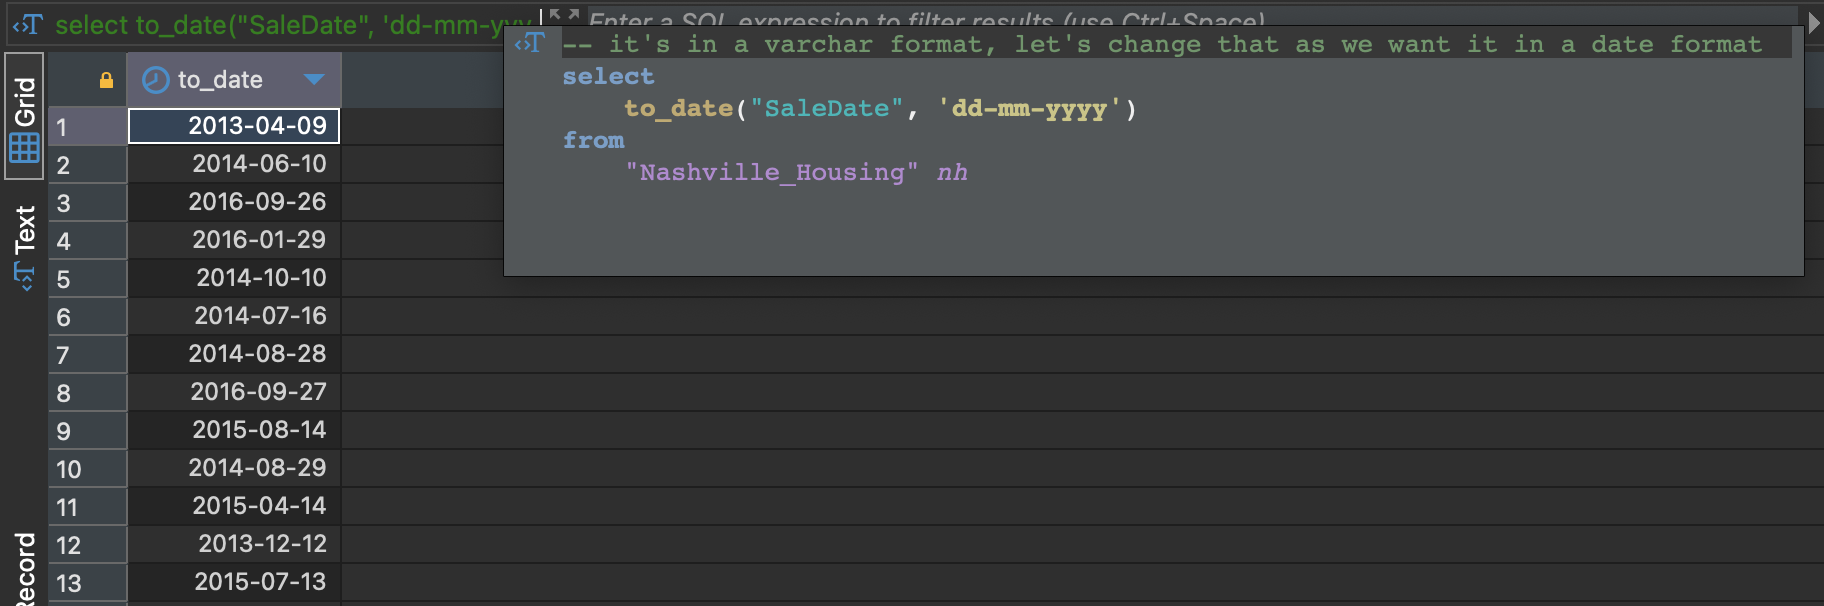 select to_date("SaleDate", 'dd-mm-yyy
Enter a SQL expression to filter results (use Ctrl+Space)
-- it's in a varchar format, let's change that as we want it in a date format
select
to_date("SaleDate", 'dd-mm-yyyy')
from
"Nashville_Housing" nh
Grid
Text
Record
to_date
1 2013-04-09
2 2014-06-10
3 2016-09-26
4 2016-01-29
5 2014-10-10
6 2014-07-16
7 2014-08-28
8 2016-09-27
9 2015-08-14
10 2014-08-29
11 2015-04-14
12 2013-12-12
13 2015-07-13